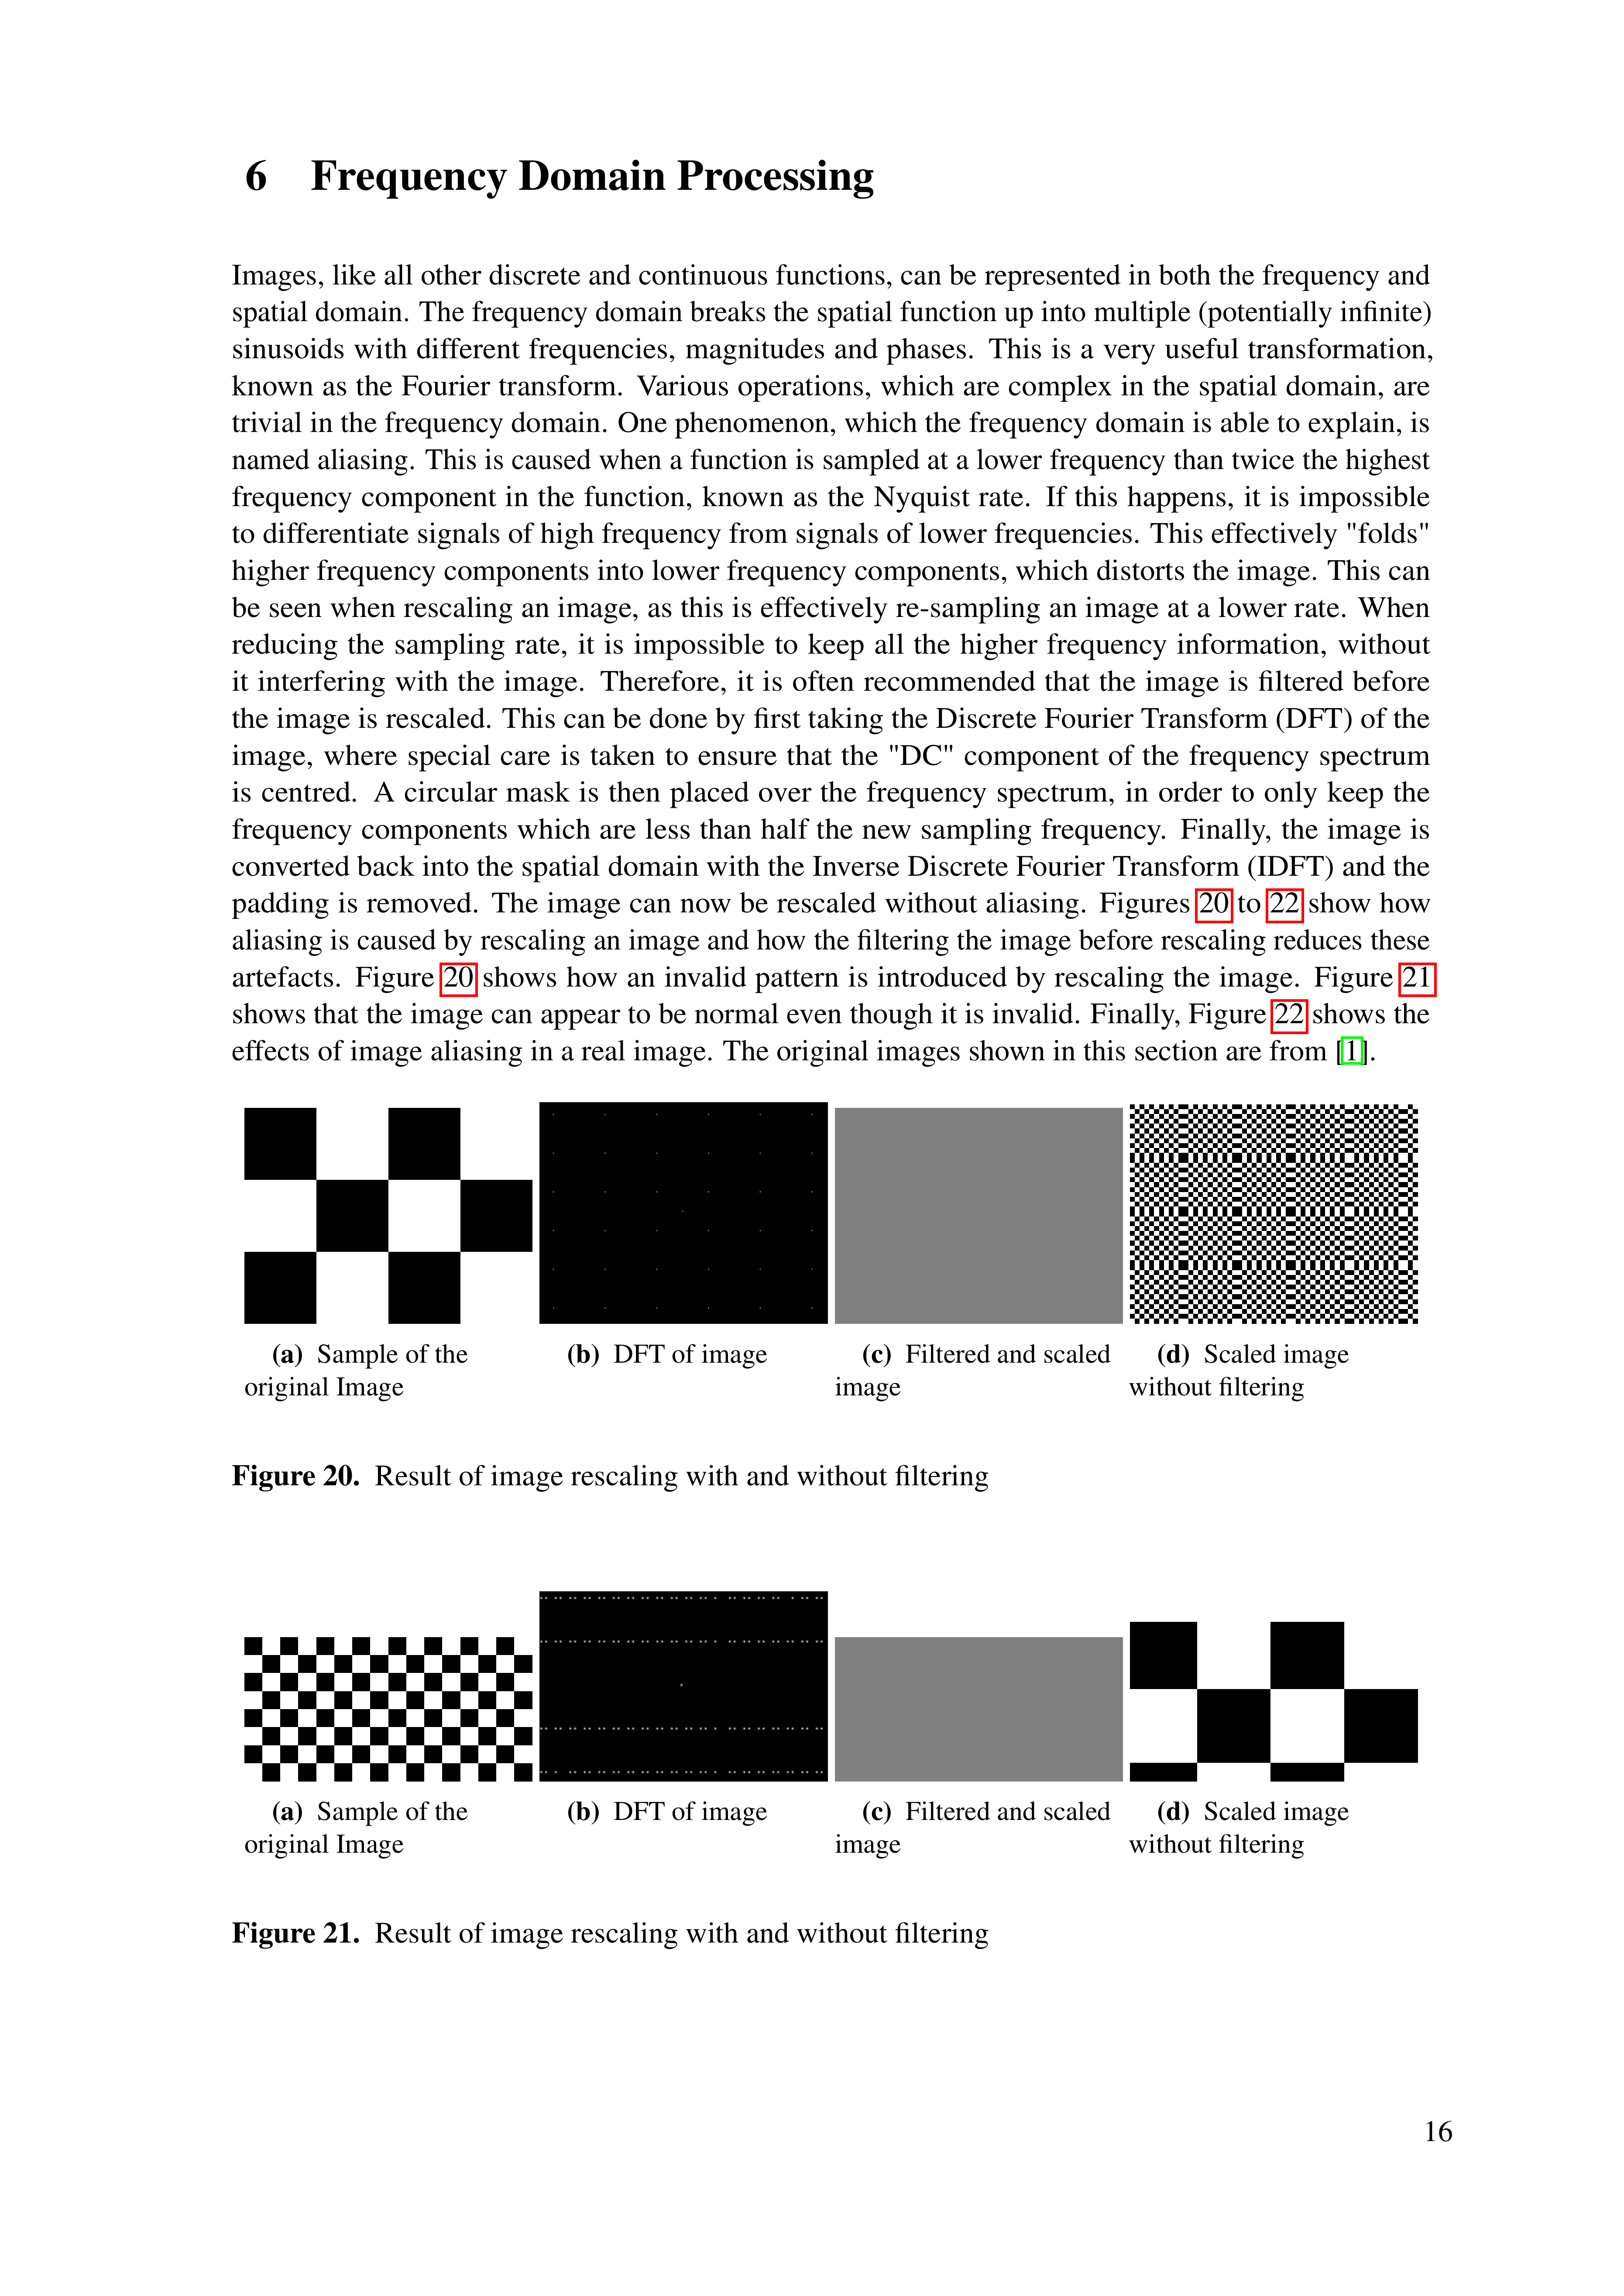 6 Frequency Domain Processing
Images, like all other discrete and continuous functions, can be represented in both the frequency and
spatial domain. The frequency domain breaks the spatial function up into multiple (potentially infinite)
sinusoids with different frequencies, magnitudes and phases. This is a very useful transformation,
known as the Fourier transform. Various operations, which are complex in the spatial domain, are
trivial in the frequency domain. One phenomenon, which the frequency domain is able to explain, is
named aliasing. This is caused when a function is sampled at a lower frequency than twice the highest
frequency component in the function, known as the Nyquist rate. If this happens, it is impossible
to differentiate signals of high frequency from signals of lower frequencies. This effectively "folds"
higher frequency components into lower frequency components, which distorts the image. This can
be seen when rescaling an image, as this is effectively re-sampling an image at a lower rate. When
reducing the sampling rate, it is impossible to keep all the higher frequency information, without
it interfering with the image. Therefore, it is often recommended that the image is filtered before
the image is rescaled. This can be done by first taking the Discrete Fourier Transform (DFT) of the
image, where special care is taken to ensure that the "DC" component of the frequency spectrum
is centred. A circular mask is then placed over the frequency spectrum, in order to only keep the
frequency components which are less than half the new sampling frequency. Finally, the image is
converted back into the spatial domain with the Inverse Discrete Fourier Transform (IDFT) and the
padding is removed. The image can now be rescaled without aliasing. Figures 20 to 22 show how
aliasing is caused by rescaling an image and how the filtering the image before rescaling reduces these
artefacts. Figure 20 shows how an invalid pattern is introduced by rescaling the image. Figure 21
shows that the image can appear to be normal even though it is invalid. Finally, Figure 22 shows the
effects of image aliasing in a real image. The original images shown in this section are from [1].
(a) Sample of the
original Image
(b) DFT of image
(c) Filtered and scaled
image
(d) Scaled image
without filtering
Figure 20. Result of image rescaling with and without filtering
(a) Sample of the
original Image
(b) DFT of image
(c) Filtered and scaled
image
(d) Scaled image
without filtering
Figure 21. Result of image rescaling with and without filtering
16